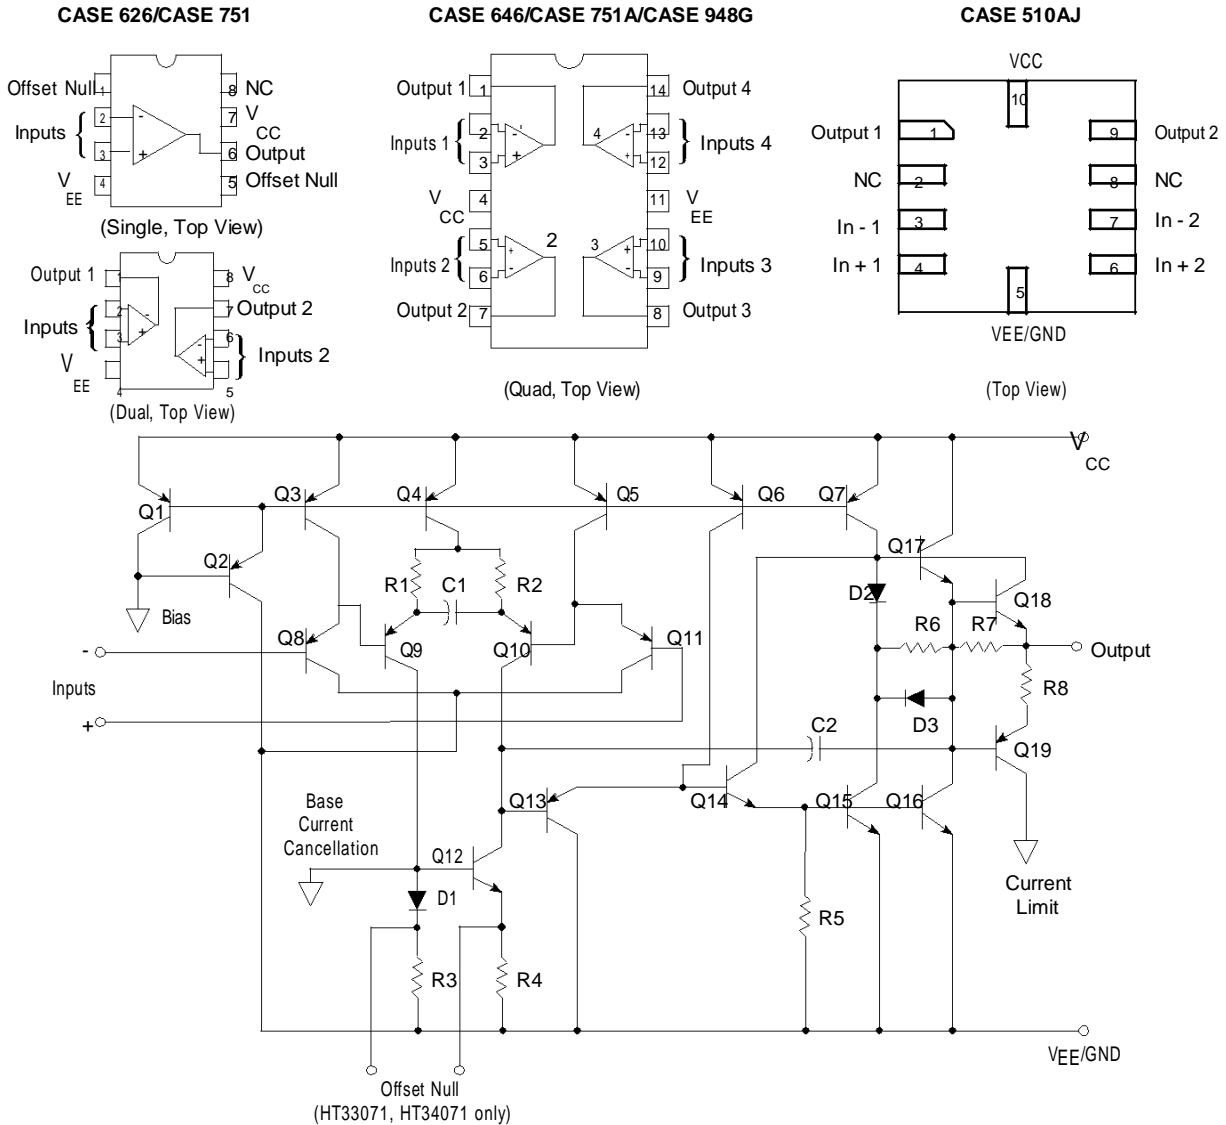 CASE 626/CASE 751
CASE 646/CASE 751A/CASE 948G
CASE 510AJ
Offset Null 1
8 NC
Inputs
2
3
7 V
CC
6 Output
V
EE
4
5 Offset Null
(Single, Top View)
Output 1 1
8 V
CC
Inputs 2
3
7 Output 2
6
Inputs 2
V
EE
4
5
(Dual, Top View)
Output 1 1
14 Output 4
Inputs 1
2
3
4
13
12
Inputs 4
V
CC
4
11 V
EE
Inputs 2
5
6
2
3
10
9
Inputs 3
Output 2 7
8 Output 3
(Quad, Top View)
VCC
10
Output 1 1
9 Output 2
NC 2
8 NC
In - 1 3
7 In - 2
In + 1 4
6 In + 2
5
VEE/GND
(Top View)
V
CC
Q1
Q2
Q3
Q4
Q5
Q6
Q7
Q17
Q18
Bias
R1
C1
R2
D2
R6
R7
Output
Q8
Q9
Q10
Q11
-
Inputs
+
R8
D3
C2
Q19
Base
Current
Cancellation
Q12
Q13
Q14
Q15
Q16
D1
Current
Limit
R5
R3
R4
VEE/GND
Offset Null
(HT33071, HT34071 only)